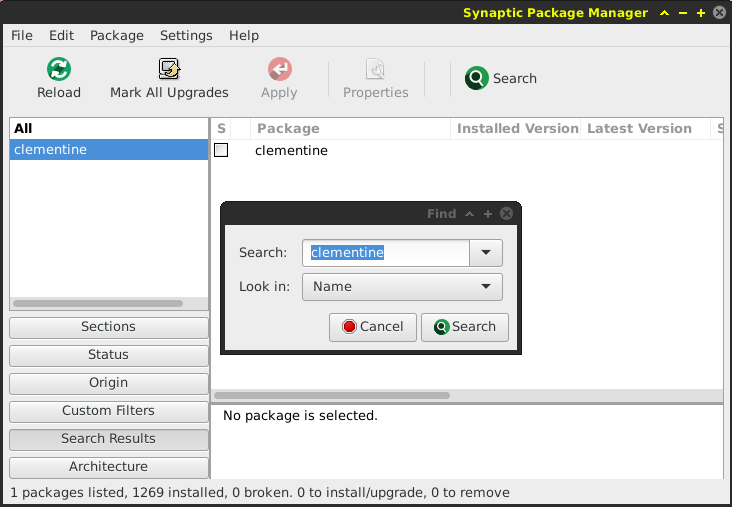 Synaptic Package Manager
File Edit Package Settings Help
Reload Mark All Upgrades Apply Properties Search
All
clementine
S Package Installed Version Latest Version S
clementine
Find
Search: clementine
Look in: Name
Cancel Search
Sections
Status
Origin
Custom Filters
Search Results
Architecture
No package is selected.
1 packages listed, 1269 installed, 0 broken. 0 to install/upgrade, 0 to remove